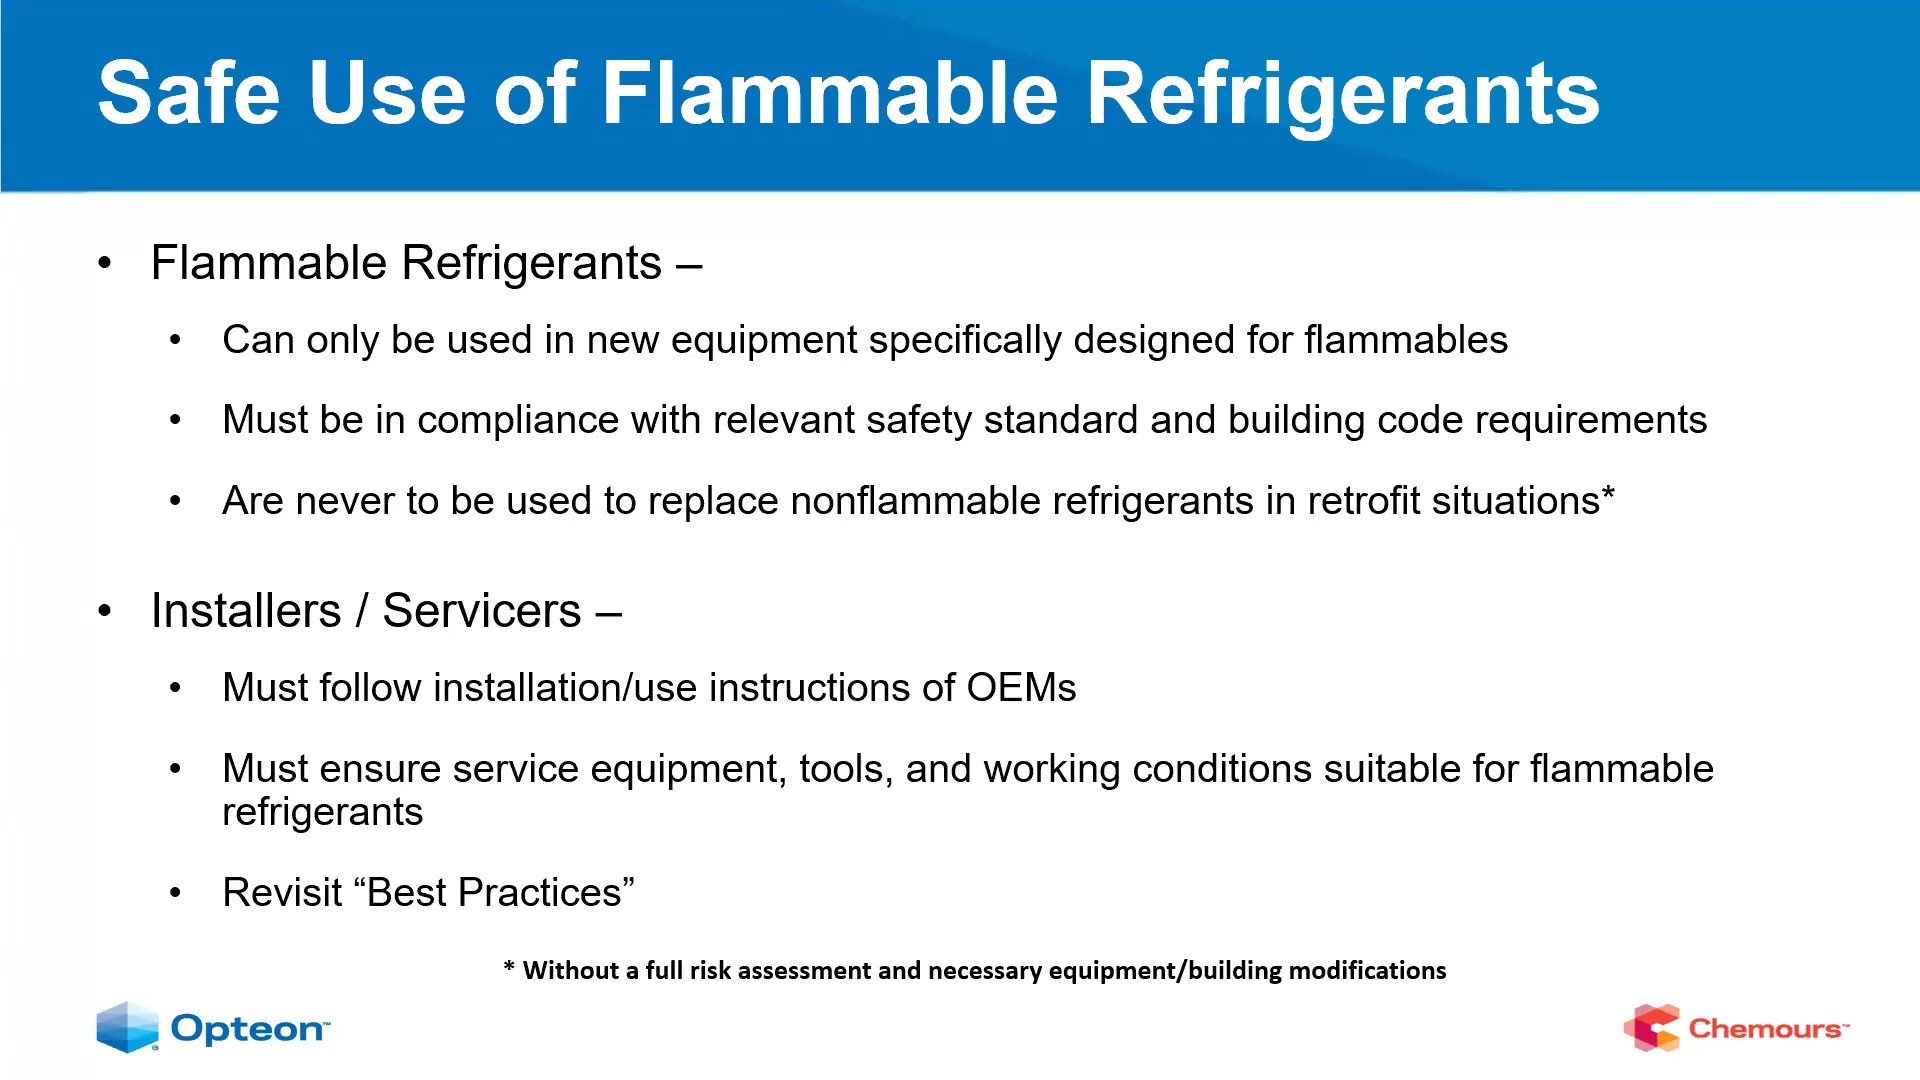 Safe Use of Flammable Refrigerants
• Flammable Refrigerants –
• Can only be used in new equipment specifically designed for flammables
• Must be in compliance with relevant safety standard and building code requirements
• Are never to be used to replace nonflammable refrigerants in retrofit situations*
• Installers / Servicers –
• Must follow installation/use instructions of OEMs
• Must ensure service equipment, tools, and working conditions suitable for flammable
refrigerants
• Revisit “Best Practices”
* Without a full risk assessment and necessary equipment/building modifications
Opteon™
Chemours™